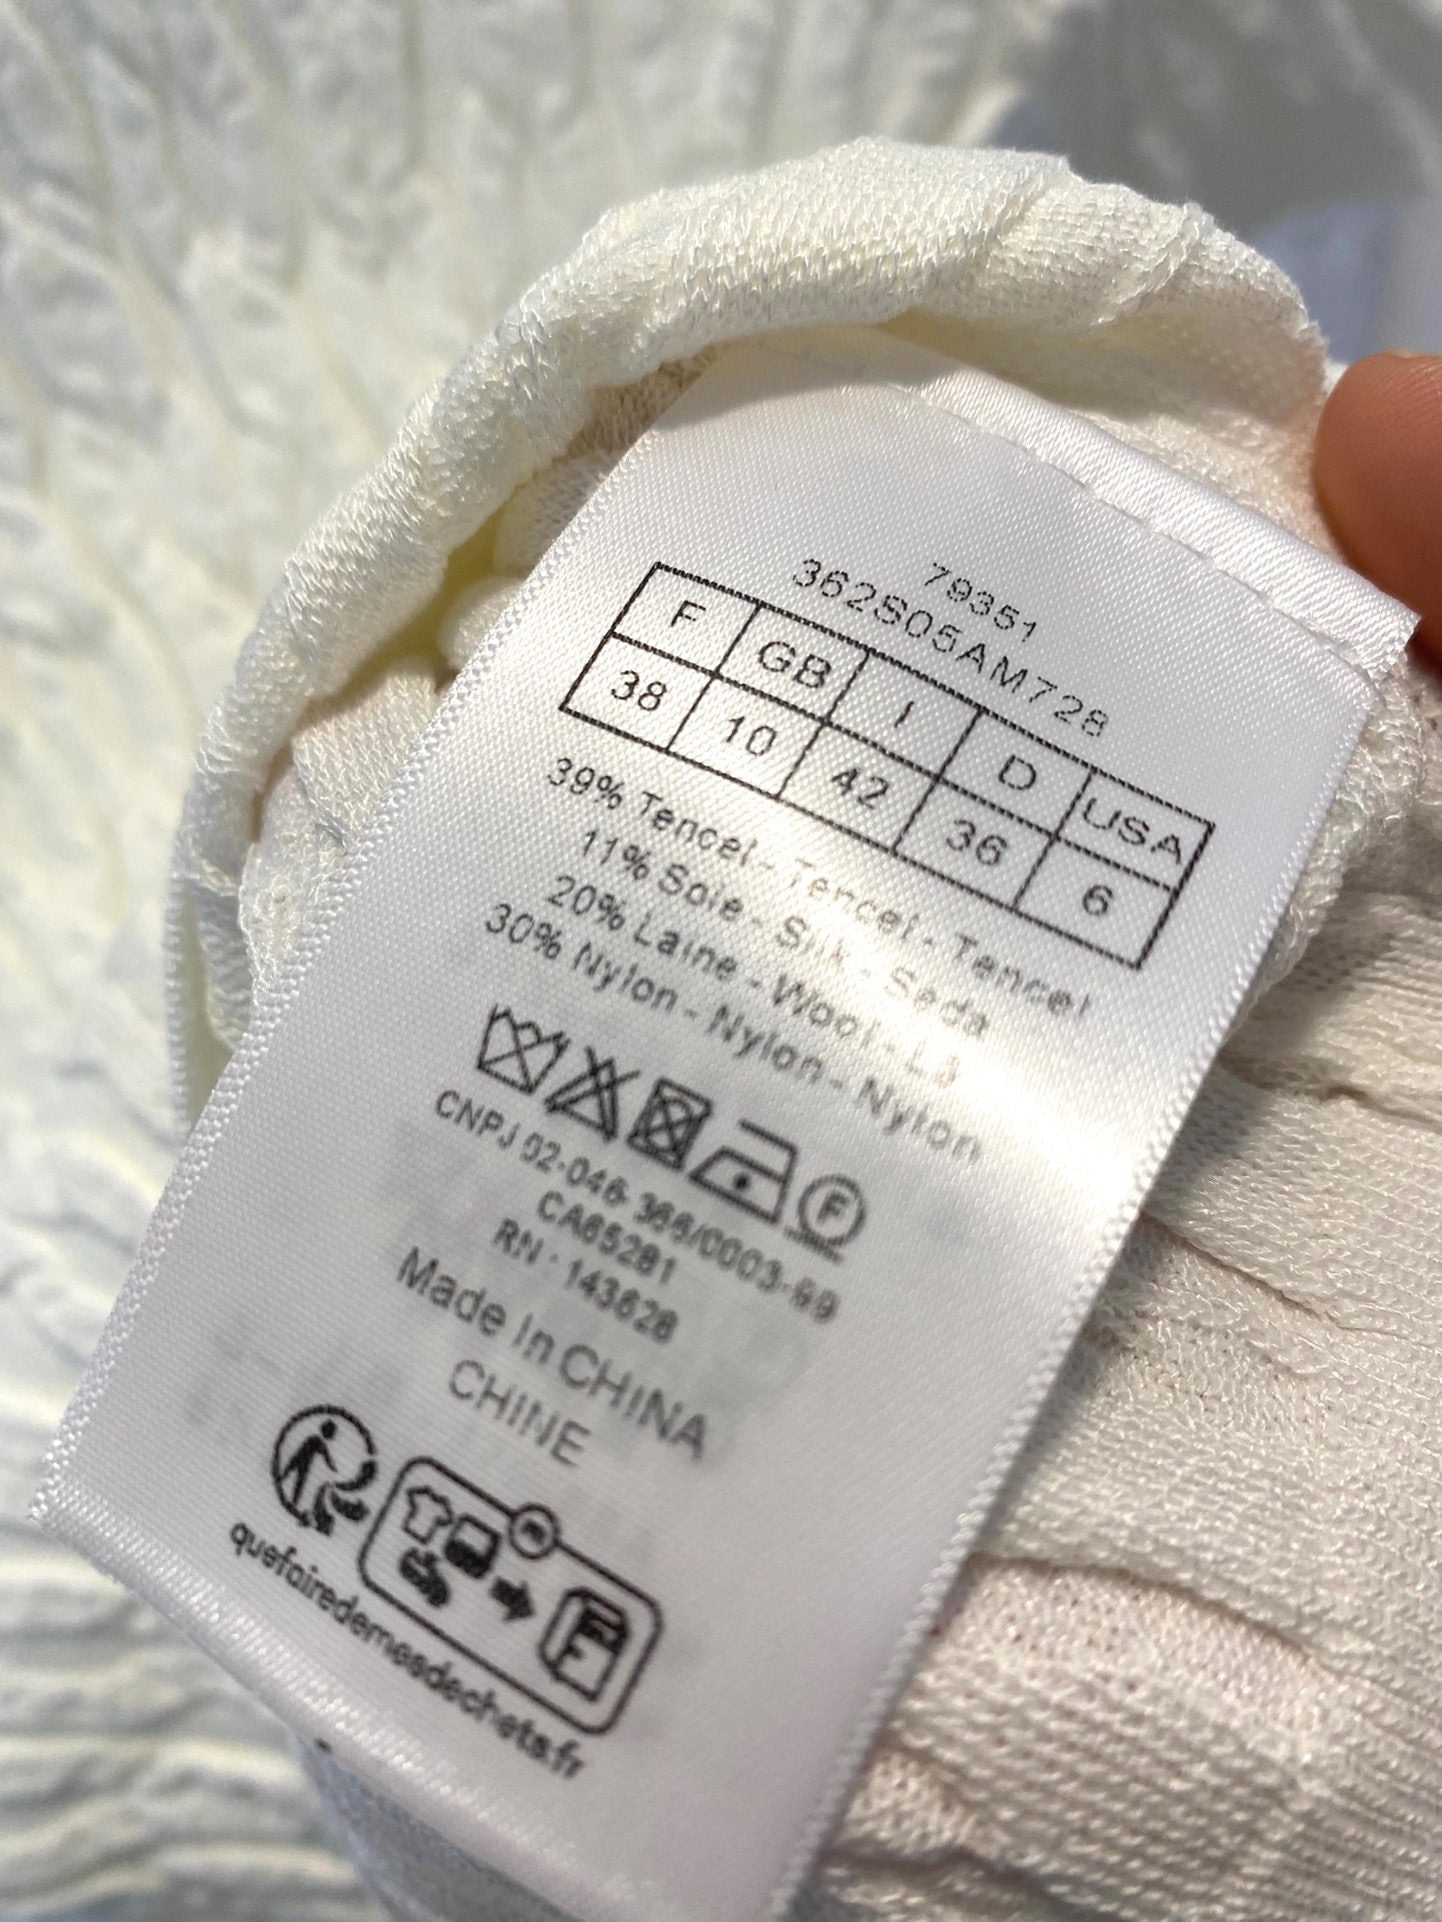 79351
362S05AM728
F GB I D USA
38 10 42 36 6
39% Tencel - Tencel - Tencel
11% Soie - Silk - Seda
20% Laine - Wool - Lã
30% Nylon - Nylon - Nylon
F
CNPJ 02-046-366/0003-69
CA65281
RN : 143628
Made in CHINA
CHINE
F
quefairedemesdechets.fr